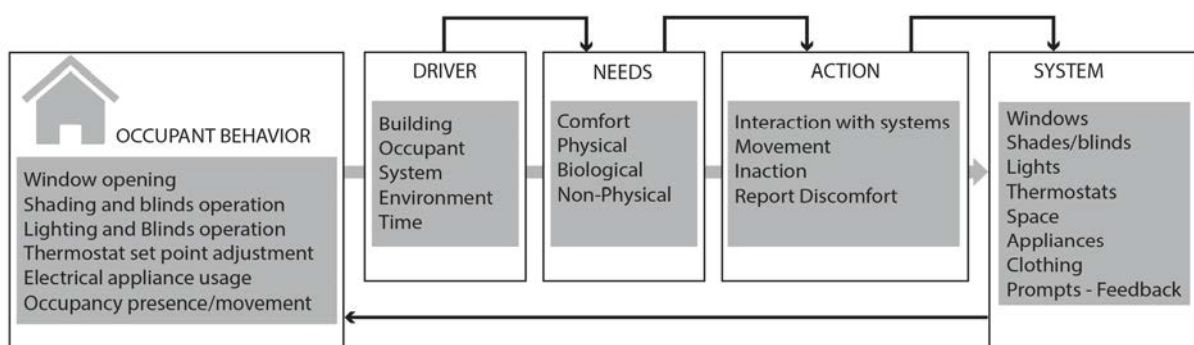 OCCUPANT BEHAVIOR
Window opening
Shading and blinds operation
Lighting and Blinds operation
Thermostat set point adjustment
Electrical appliance usage
Occupancy presence/movement
DRIVER
Building
Occupant
System
Environment
Time
NEEDS
Comfort
Physical
Biological
Non-Physical
ACTION
Interaction with systems
Movement
Inaction
Report Discomfort
SYSTEM
Windows
Shades/blinds
Lights
Thermostats
Space
Appliances
Clothing
Prompts - Feedback